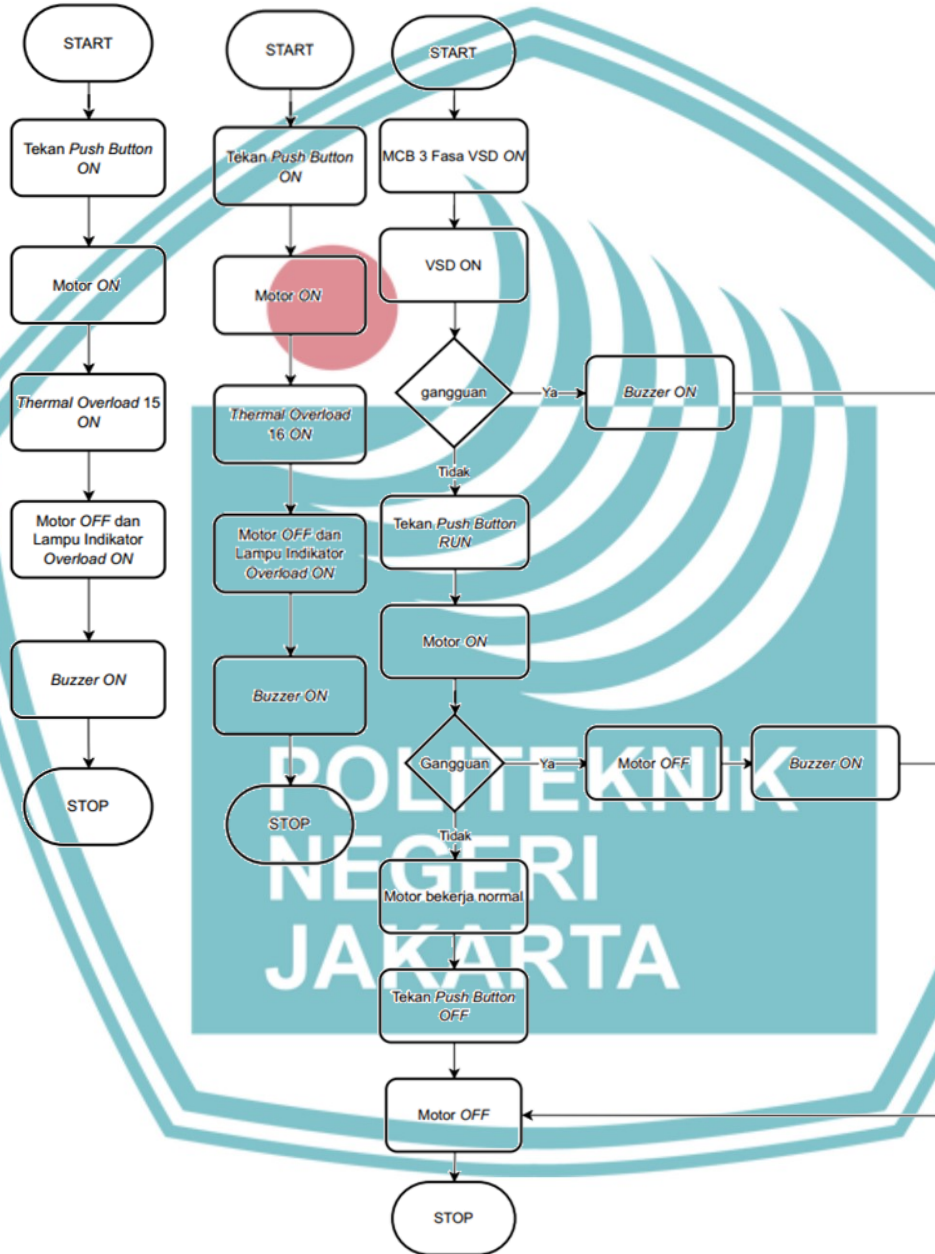 START
Tekan Push Button
ON
Motor ON
Thermal Overload 15
ON
Motor OFF dan
Lampu Indikator
Overload ON
Buzzer ON
STOP
START
Tekan Push Button
ON
Motor ON
Thermal Overload
16 ON
Motor OFF dan
Lampu Indikator
Overload ON
Buzzer ON
STOP
START
MCB 3 Fasa VSD ON
VSD ON
gangguan
Ya
Buzzer ON
Tidak
Tekan Push Button
RUN
Motor ON
Gangguan
Ya
Motor OFF
Buzzer ON
Tidak
Motor bekerja normal
Tekan Push Button
OFF
Motor OFF
STOP
POLITEKNIK
NEGERI
JAKARTA